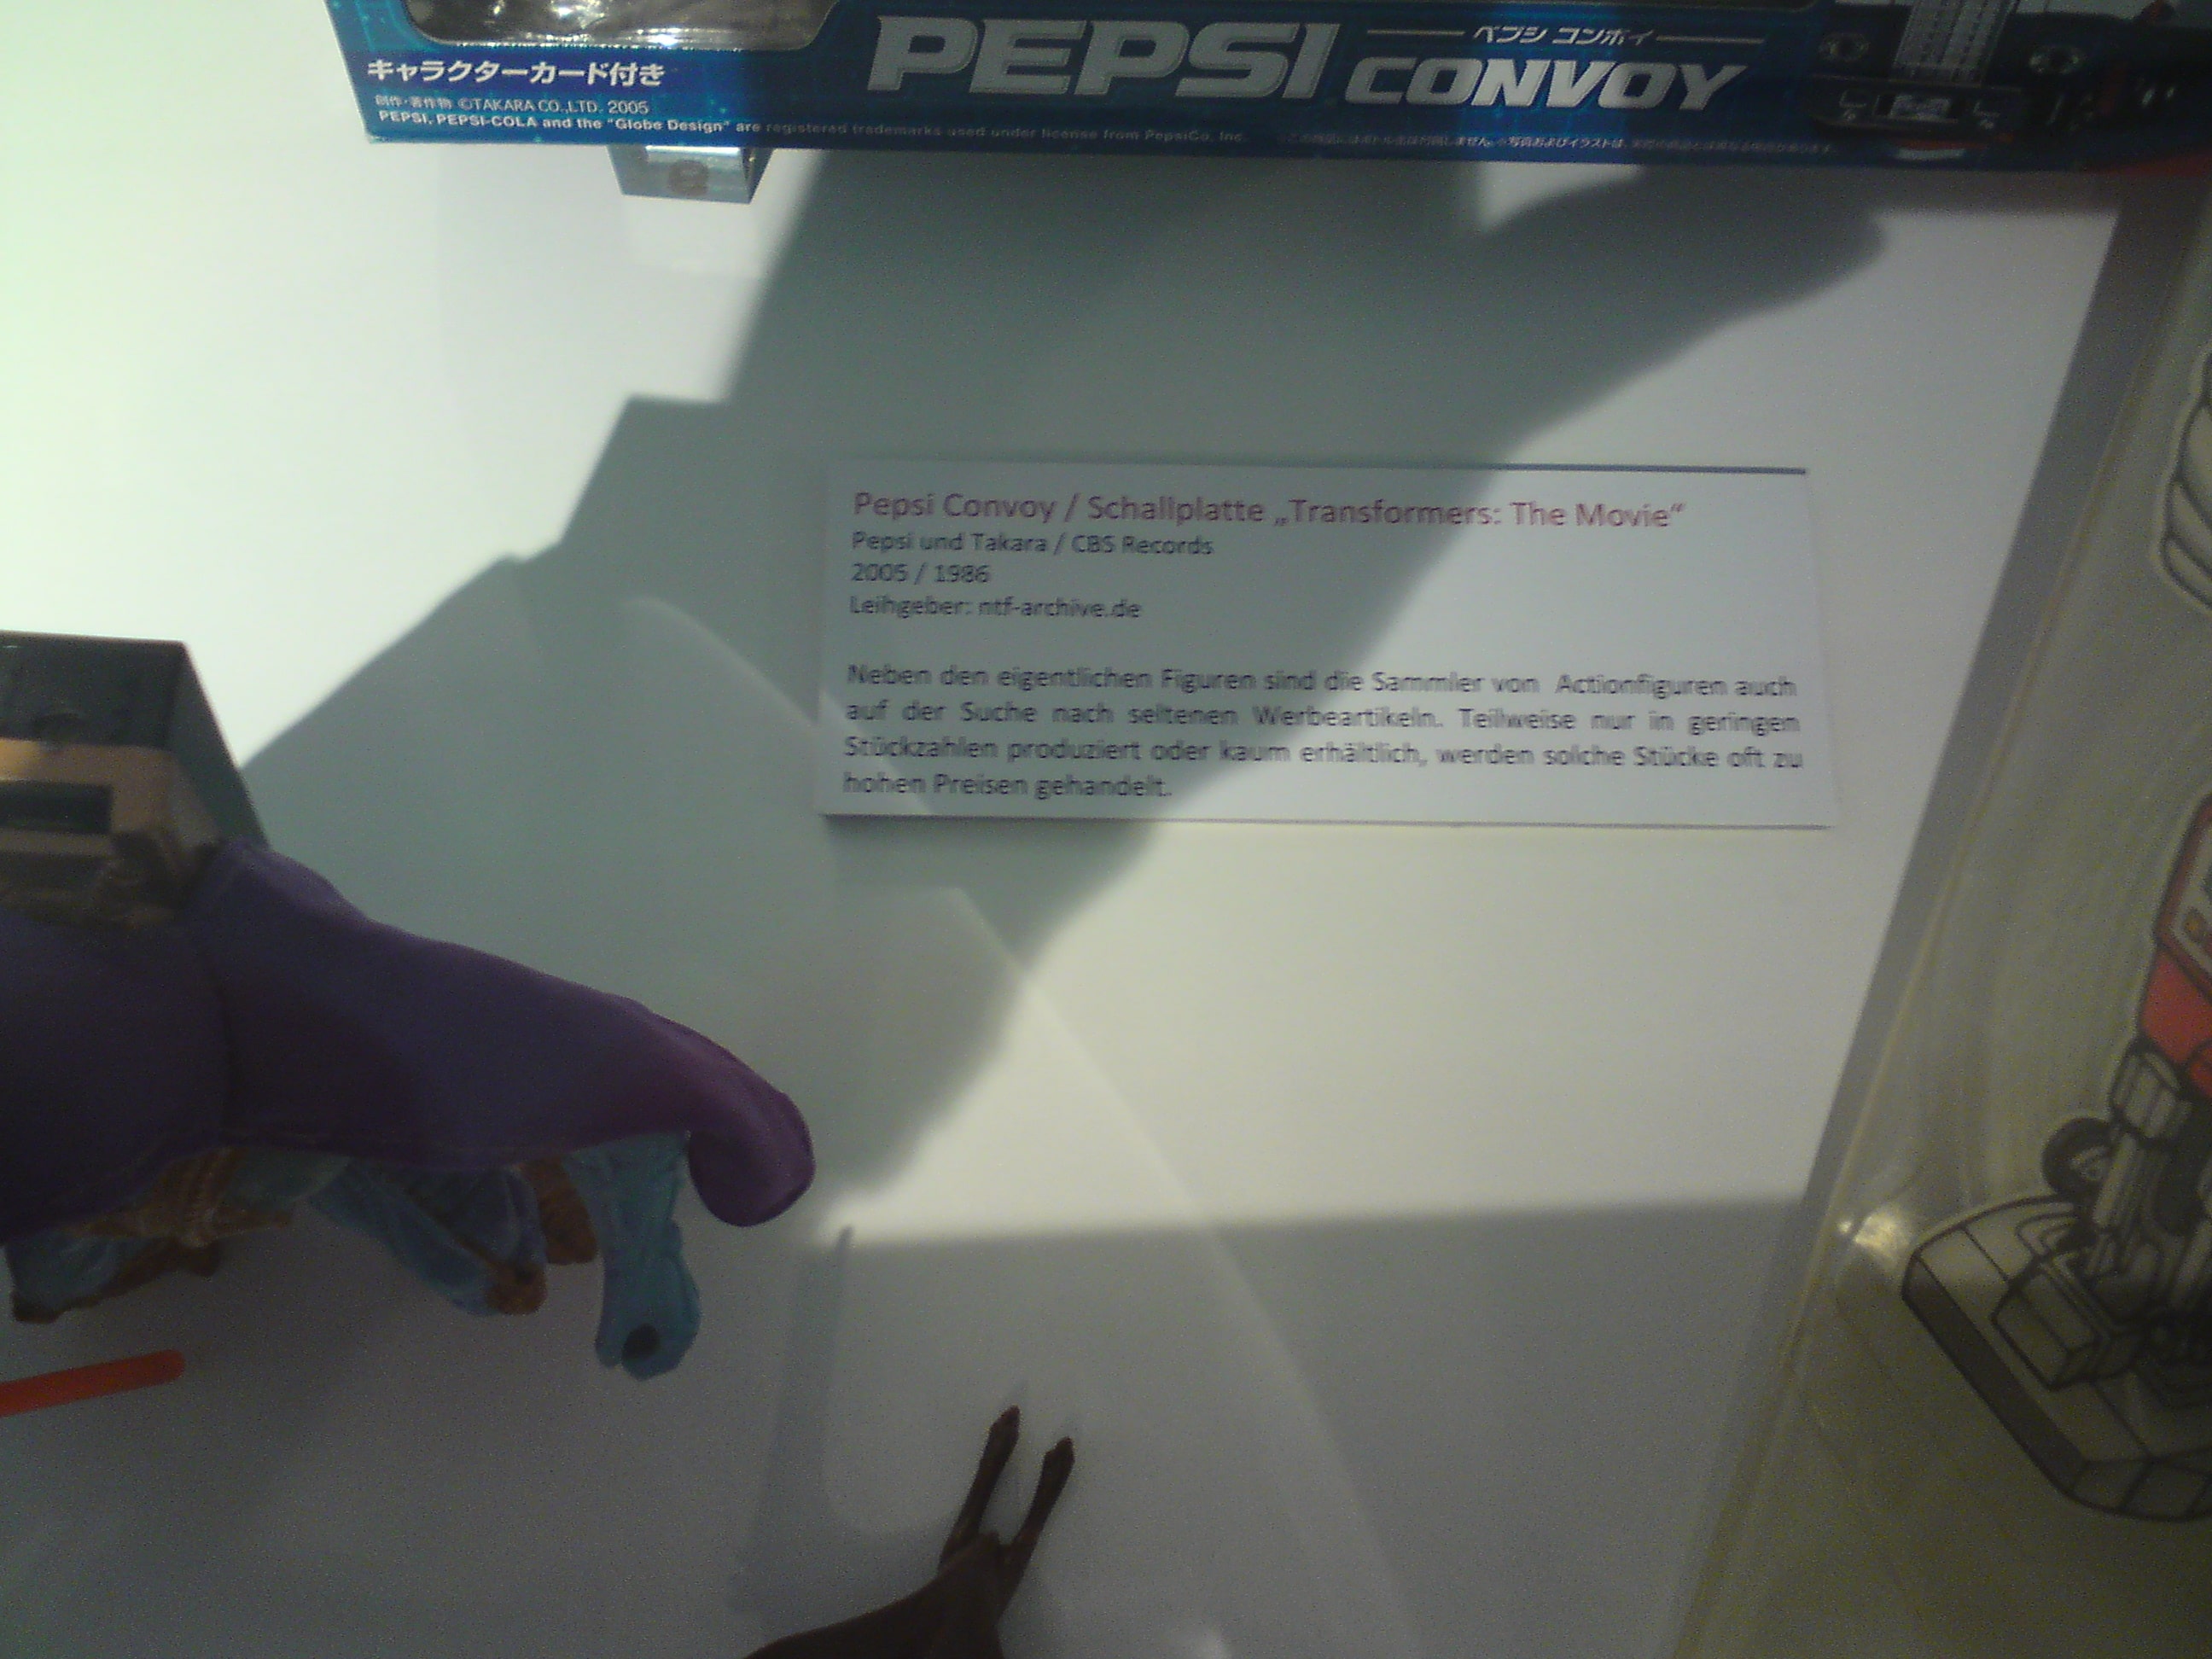 PEPSI CONVOY
ペプシ コンボイ
キャラクターカード付き
創作・著作物 ©TAKARA CO.,LTD. 2005
PEPSI, PEPSI-COLA and the "Globe Design" are registered trademarks used under license from PepsiCo, Inc.
Pepsi Convoy / Schallplatte „Transformers: The Movie“
Pepsi und Takara / CBS Records
2005 / 1986
Leihgeber: ntf-archive.de
Neben den eigentlichen Figuren sind die Sammler von Actionfiguren auch
auf der Suche nach seltenen Werbeartikeln. Teilweise nur in geringen
Stückzahlen produziert oder kaum erhältlich, werden solche Stücke oft zu
hohen Preisen gehandelt.